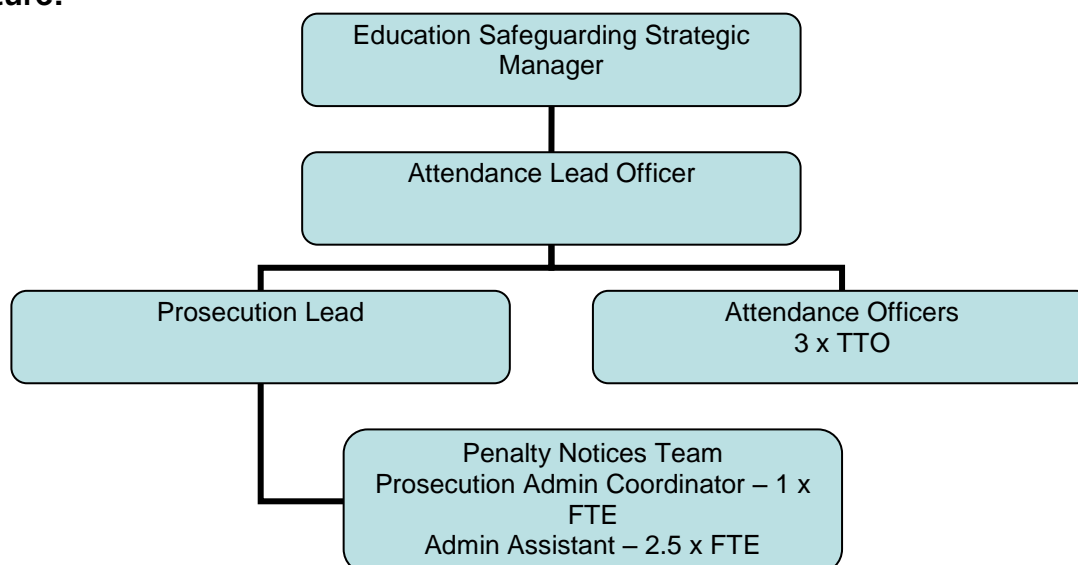 Education Safeguarding Strategic
Manager
Attendance Lead Officer
Prosecution Lead
Attendance Officers
3 x TTO
Penalty Notices Team
Prosecution Admin Coordinator – 1 x
FTE
Admin Assistant – 2.5 x FTE